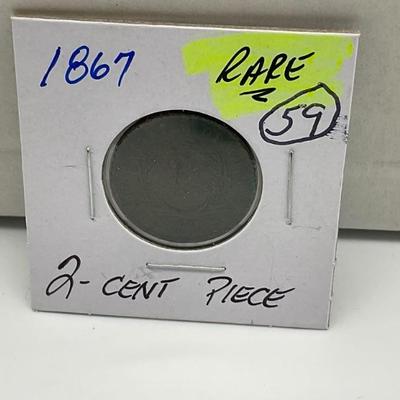 1867 RARE
59
2-CENT PIECE